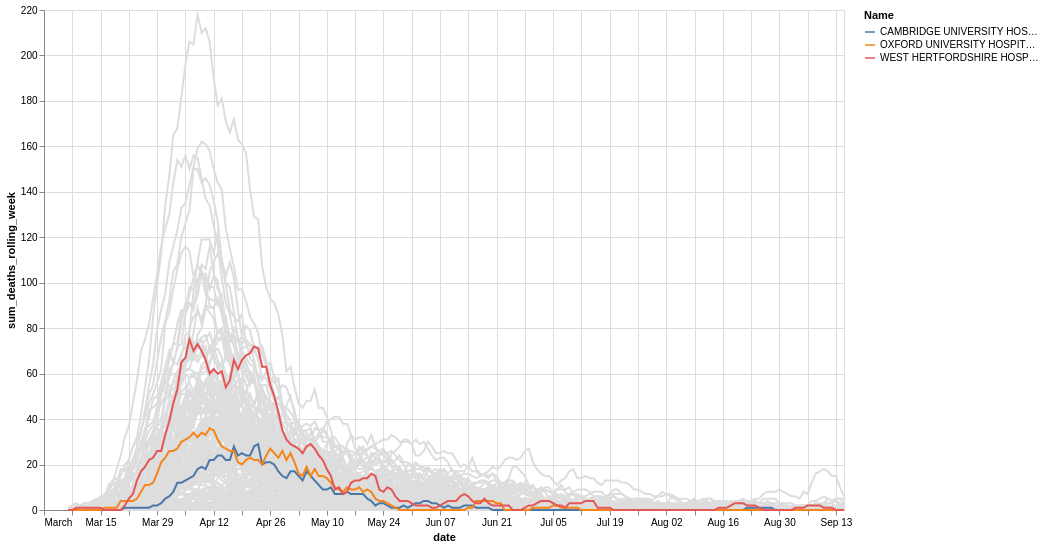 220
200
180
160
140
120
100
80
60
40
20
0
sum_deaths_rolling_week
March
Mar 15
Mar 29
Apr 12
Apr 26
May 10
May 24
Jun 07
Jun 21
Jul 05
Jul 19
Aug 02
Aug 16
Aug 30
Sep 13
date
Name
CAMBRIDGE UNIVERSITY HOS…
OXFORD UNIVERSITY HOSPIT…
WEST HERTFORDSHIRE HOSP…